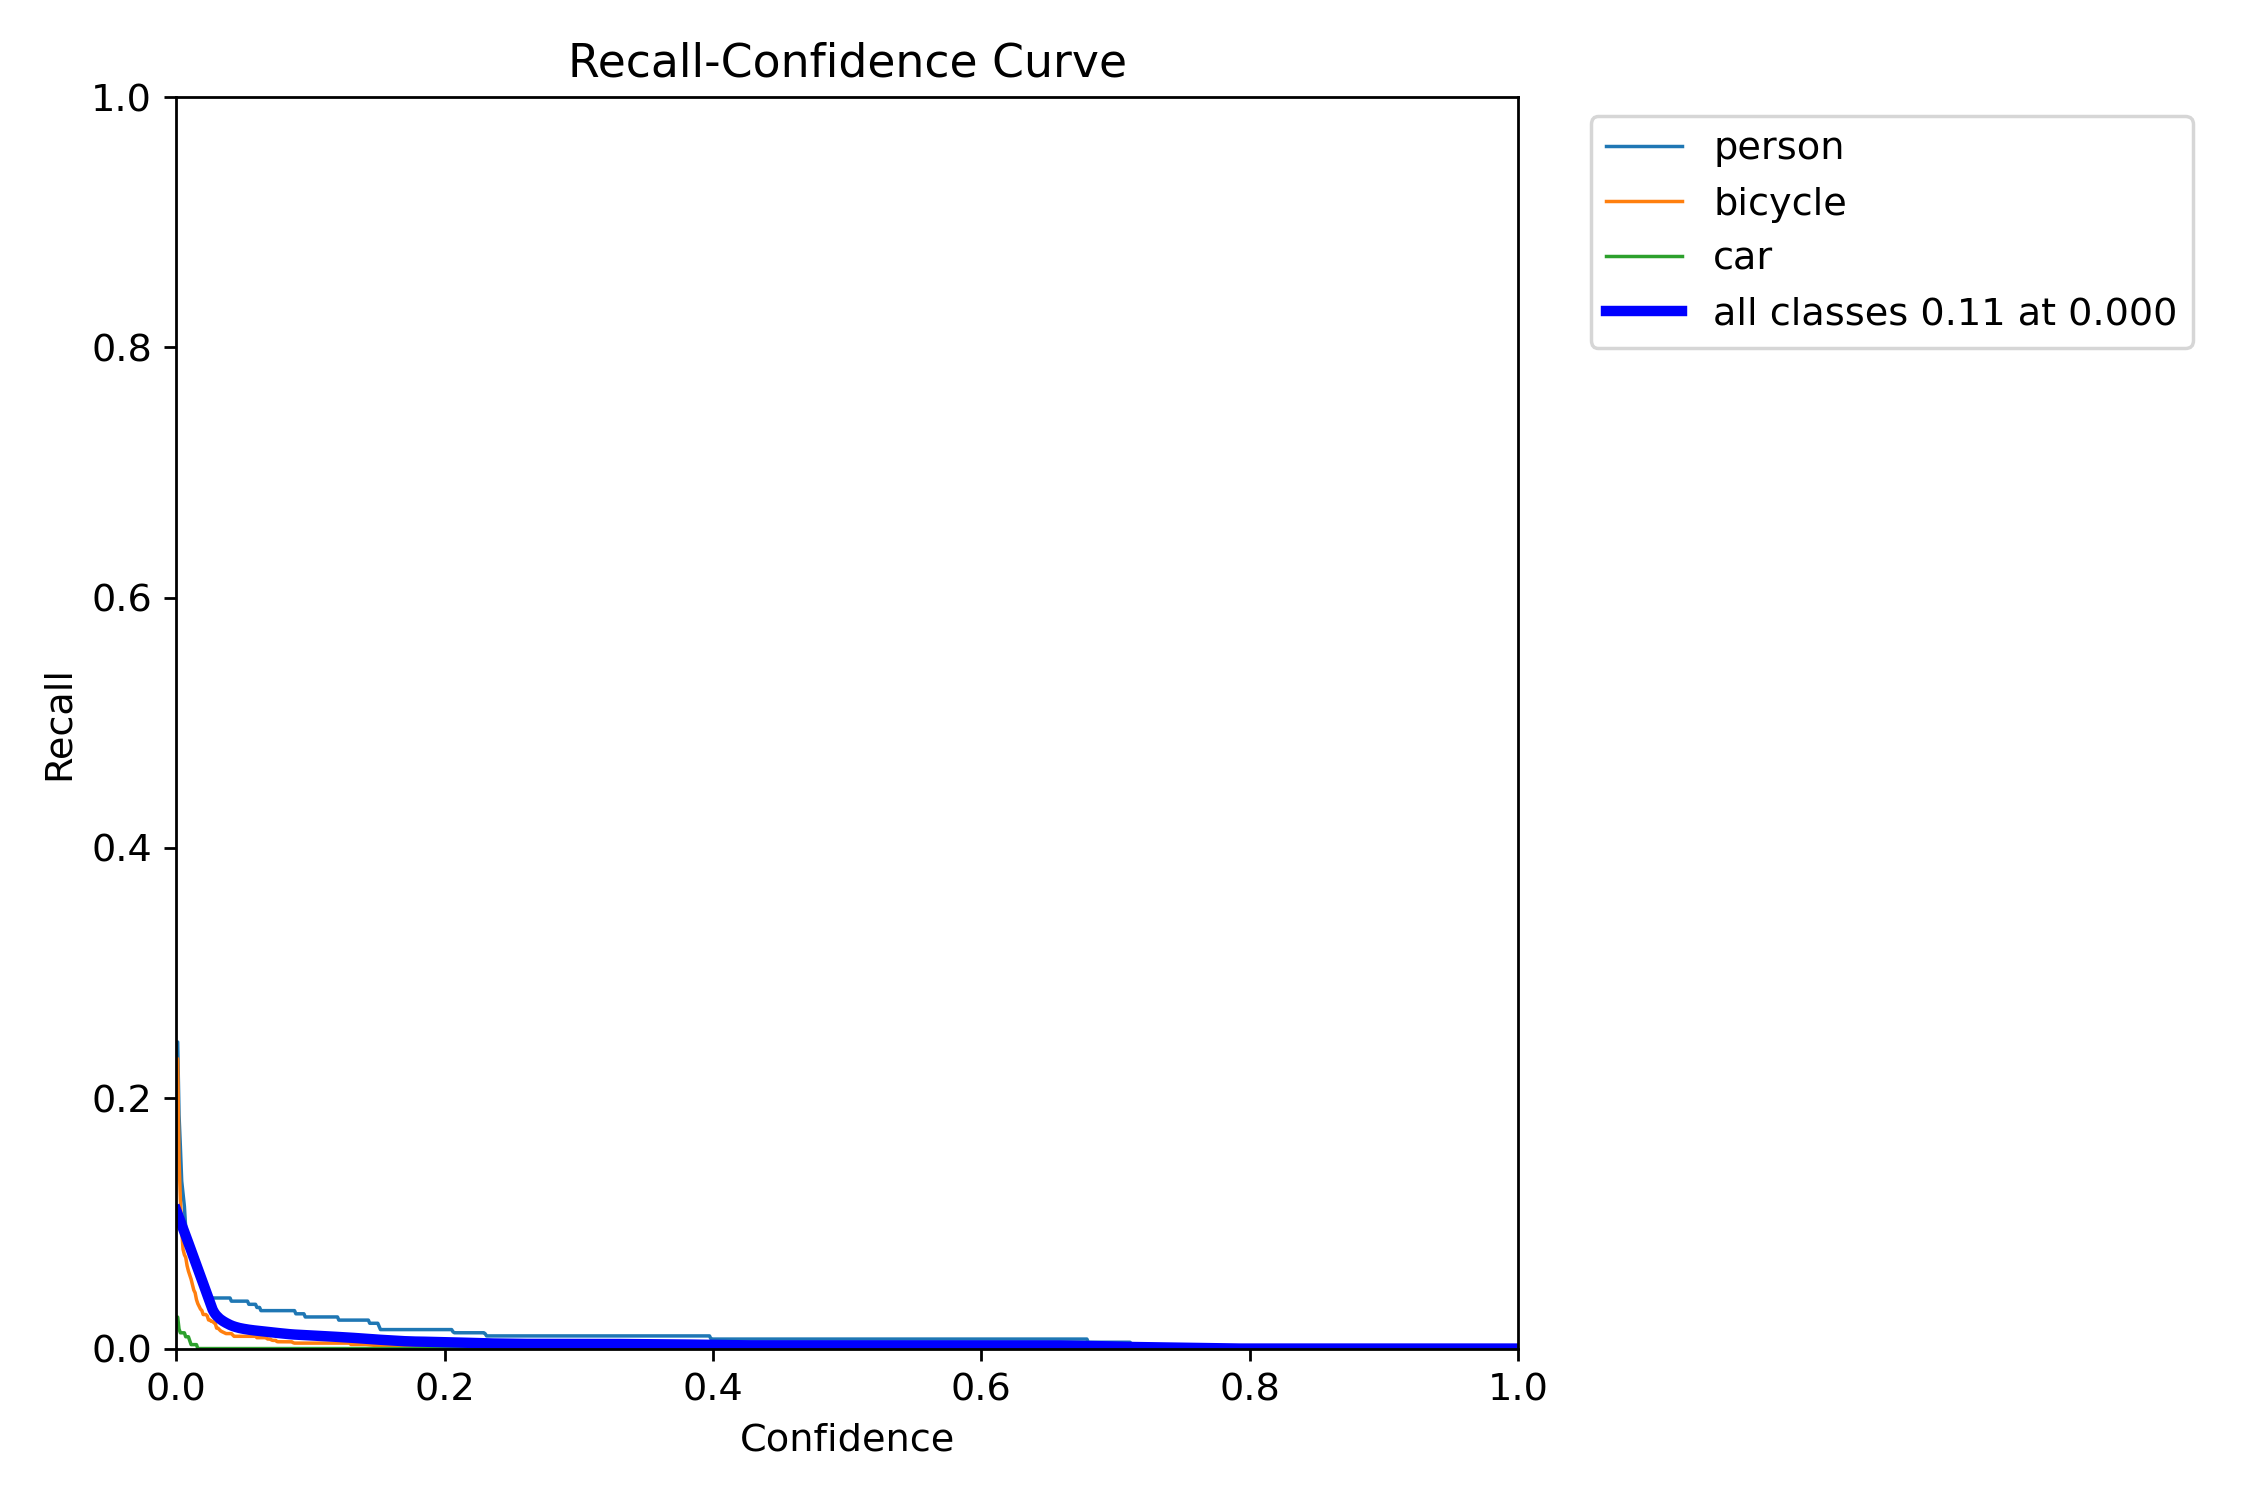 Recall-Confidence Curve
1.0
0.8
0.6
0.4
0.2
0.0
Recall
0.0 0.2 0.4 0.6 0.8 1.0
Confidence
person
bicycle
car
all classes 0.11 at 0.000